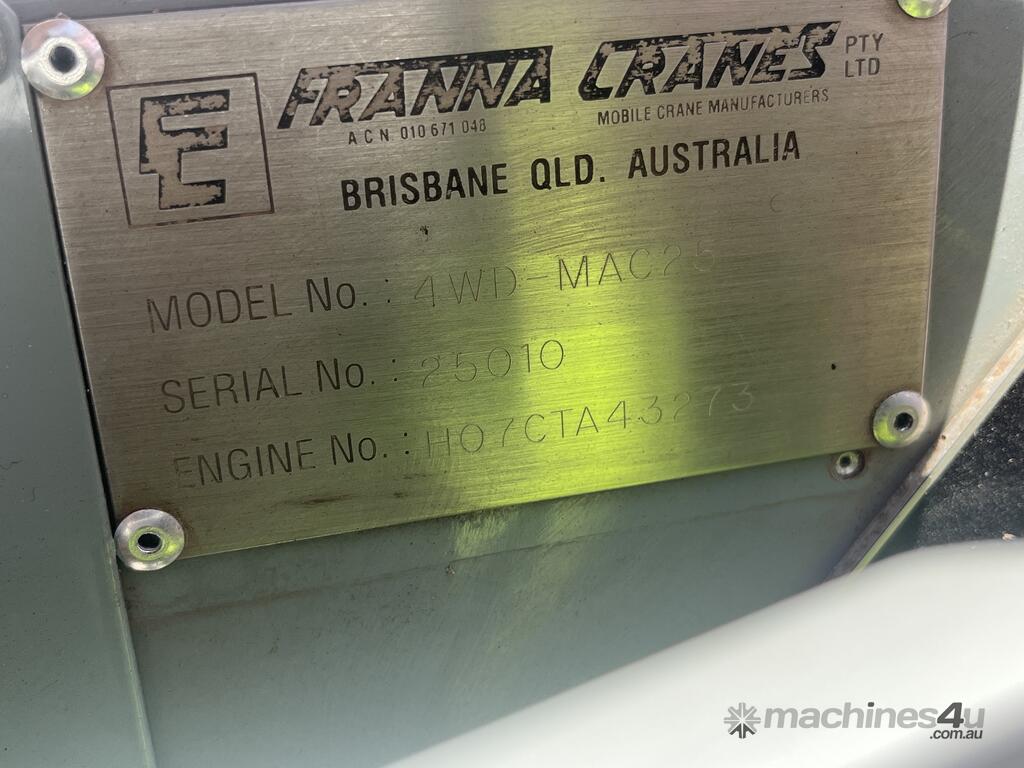 FRANNA CRANES PTY LTD
A C N 010 671 048
MOBILE CRANE MANUFACTURERS
BRISBANE QLD. AUSTRALIA
MODEL No. : 4WD-MAC25
SERIAL No. : 25010
ENGINE No. : H07CTA43273
machines4u
.com.au